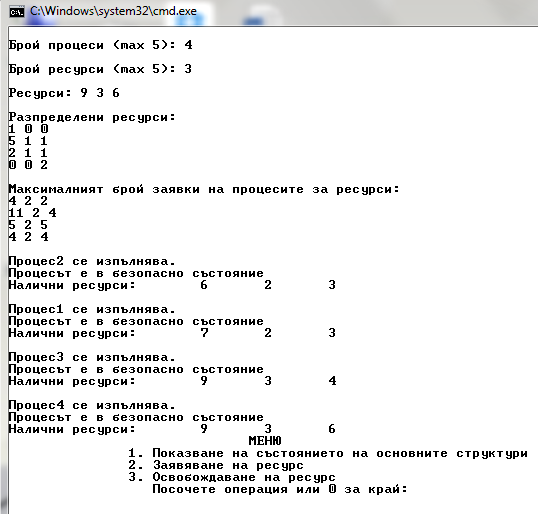 C:\Windows\system32\cmd.exe
Брой процеси (max 5): 4
Брой ресурси (max 5): 3
Ресурси: 9 3 6
Разпределени ресурси:
1 0 0
5 1 1
2 1 1
0 0 2
Максималният брой заявки на процесите за ресурси:
4 2 2
11 2 4
5 2 5
4 2 4
Процес2 се изпълнява.
Процесът е в безопасно състояние
Налични ресурси: 6 2 3
Процес1 се изпълнява.
Процесът е в безопасно състояние
Налични ресурси: 7 2 3
Процес3 се изпълнява.
Процесът е в безопасно състояние
Налични ресурси: 9 3 4
Процес4 се изпълнява.
Процесът е в безопасно състояние
Налични ресурси: 9 3 6
МЕНЮ
1. Показване на състоянието на основните структури
2. Заявяване на ресурс
3. Освобождаване на ресурс
Посочете операция или 0 за край: